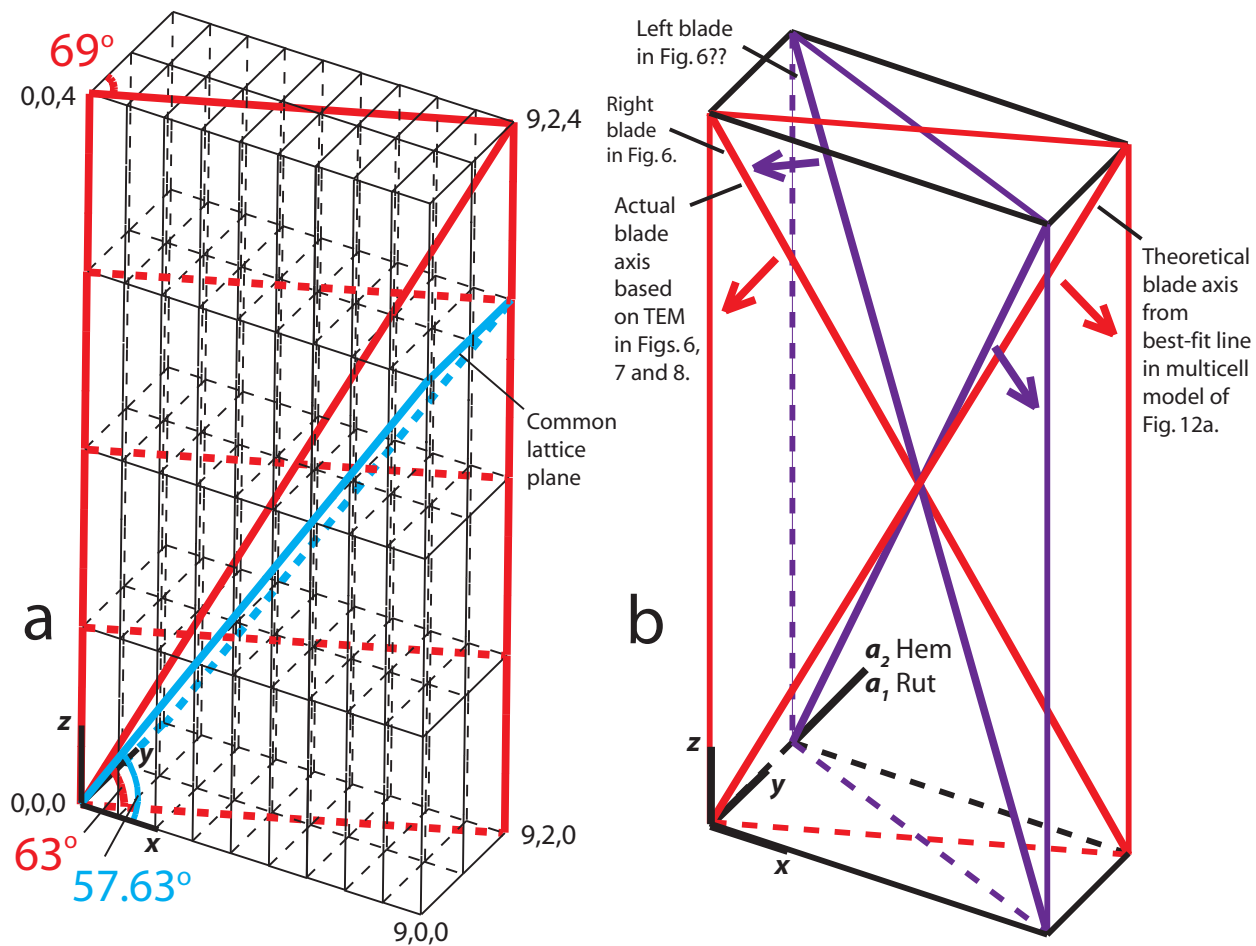 69º
0,0,4
9,2,4
Common
lattice
plane
a
z
y
x
0,0,0
63º
57.63º
9,2,0
9,0,0
Left blade
in Fig. 6??
Right
blade
in Fig. 6.
Actual
blade
axis
based
on TEM
in Figs. 6,
7 and 8.
Theoretical
blade axis
from
best-fit line
in multicell
model of
Fig. 12a.
b
a2 Hem
a1 Rut
z
y
x